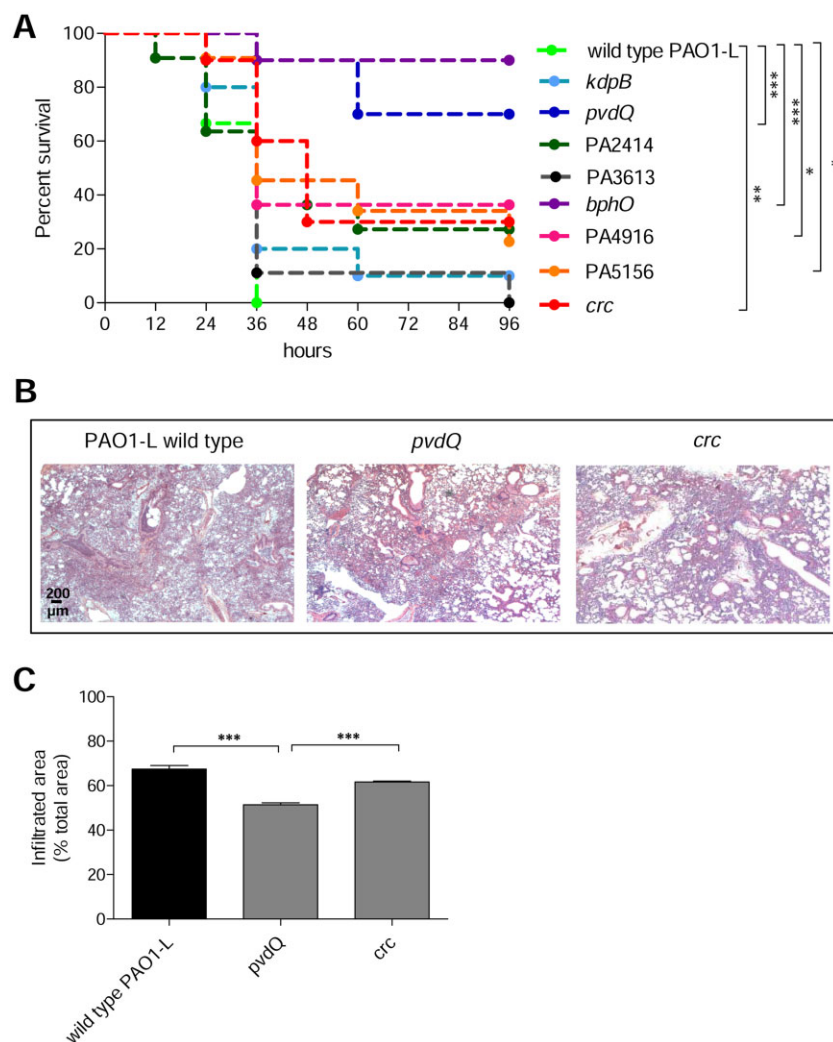 A
100
80
60
40
20
0
Percent survival
0 12 24 36 48 60 72 84 96
hours
wild type PAO1-L
kdpB
pvdQ
PA2414
PA3613
bphO
PA4916
PA5156
crc
**
***
***
*
B
PAO1-L wild type pvdQ crc
200
µm
C
100
80
60
40
20
0
Infiltrated area
(% total area)
*** ***
wild type PAO1-L
pvdQ
crc